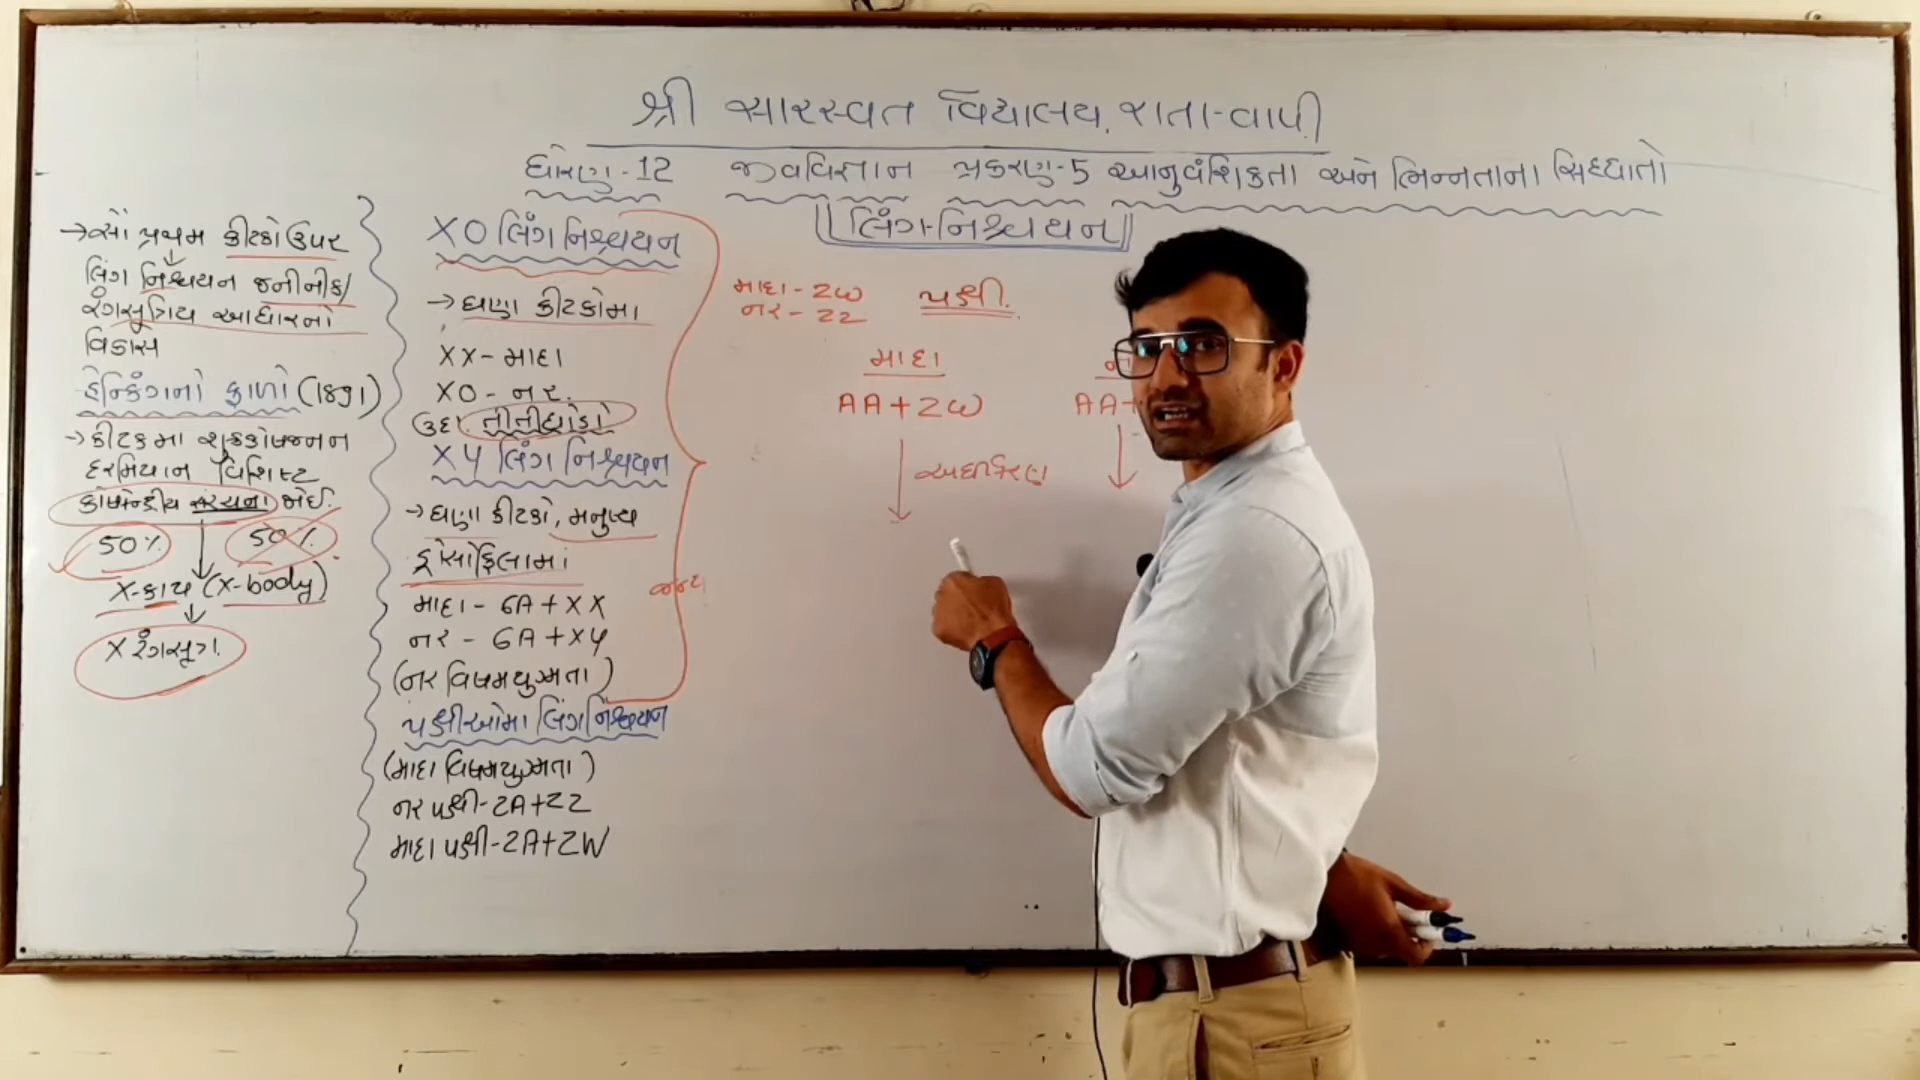 શ્રી સારસ્વત વિદ્યાલય, રાતા-વાપી.
ધોરણ-12 જીવવિજ્ઞાન પ્રકરણ-5 આનુવંશિકતા અને ભિન્નતાના સિદ્ધાતો
લિંગ-નિશ્ચયન
→ સૌ પ્રથમ કીટકો ઉપર
↓
લિંગ નિશ્ચયન જનીનીક/
રંગસૂત્રિય આધારનો
વિકાસ
હેન્કિંગનો ફાળો (1891)
→ કીટકમા શુક્રકોષજનન
દરમિયાન વિશિષ્ટ
કોષકેન્દ્રીય સંરચના જોઈ.
50% 50%
X-કાય (X-body)
↓
X રંગસૂત્ર.
XO લિંગ નિશ્ચયન
→ ઘણા કીટકોમા
XX- માદા
XO - નર.
ઉદા. તીતીઘોડો
XY લિંગ નિશ્ચયન
→ ઘણા કીટકો, મનુષ્ય
ડ્રોસોફિલામાં
માદા - 6A + XX
નર - 6A + XY
(નર વિષમયુગ્મતા)
પક્ષીઓમા લિંગ નિશ્ચયન
(માદા વિષમયુગ્મતા)
નર પક્ષી-2A+ZZ
માદા પક્ષી-2A+ZW
માદા - ZW પક્ષી.
નર - ZZ
માદા
AA + ZW AA+
અર્ધીકરણ